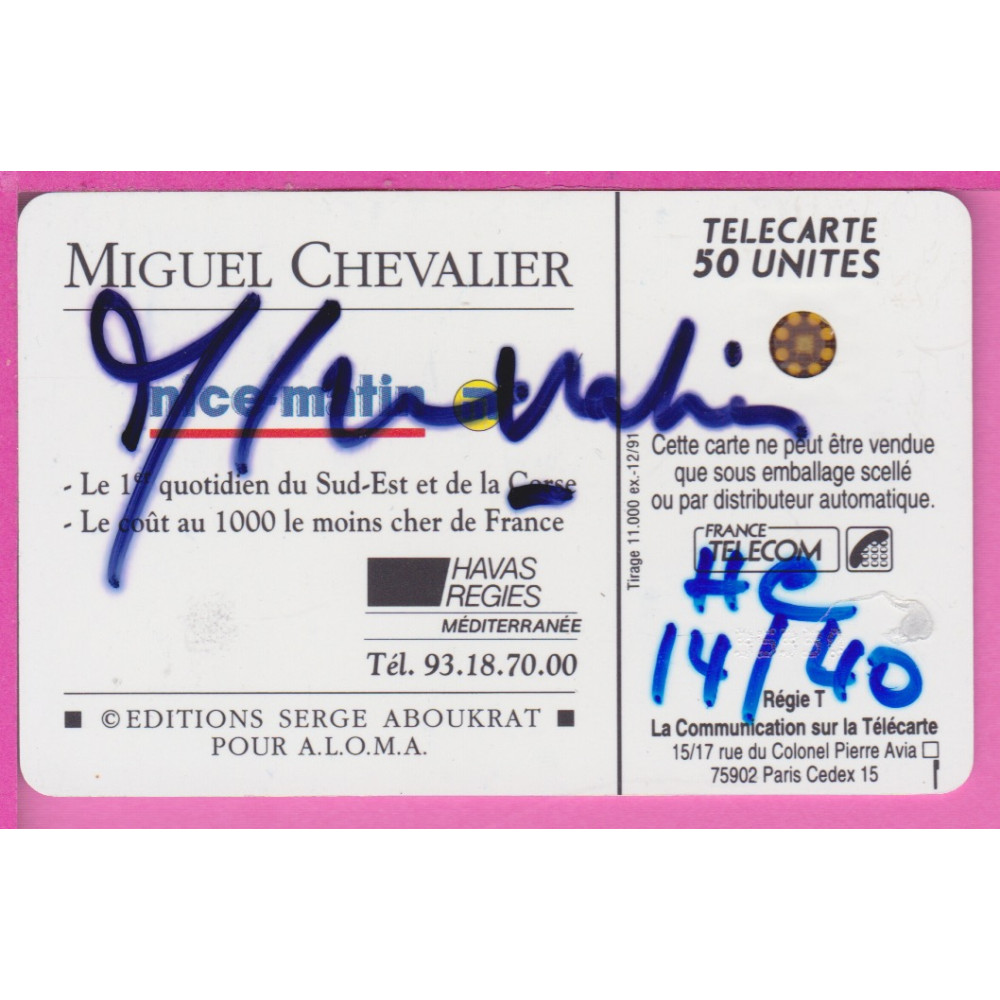 MIGUEL CHEVALIER
nice-matin a
- Le 1er quotidien du Sud-Est et de la Corse
- Le coût au 1000 le moins cher de France
HAVAS
REGIES
MÉDITERRANÉE
Tél. 93.18.70.00
■ © EDITIONS SERGE ABOUKRAT ■
POUR A.L.O.M.A.
Tirage 11.000 ex.-12/91
TELECARTE
50 UNITES
Cette carte ne peut être vendue
que sous emballage scellé
ou par distributeur automatique.
FRANCE
TELECOM
HC
14/40
Régie T
La Communication sur la Télécarte
15/17 rue du Colonel Pierre Avia
75902 Paris Cedex 15